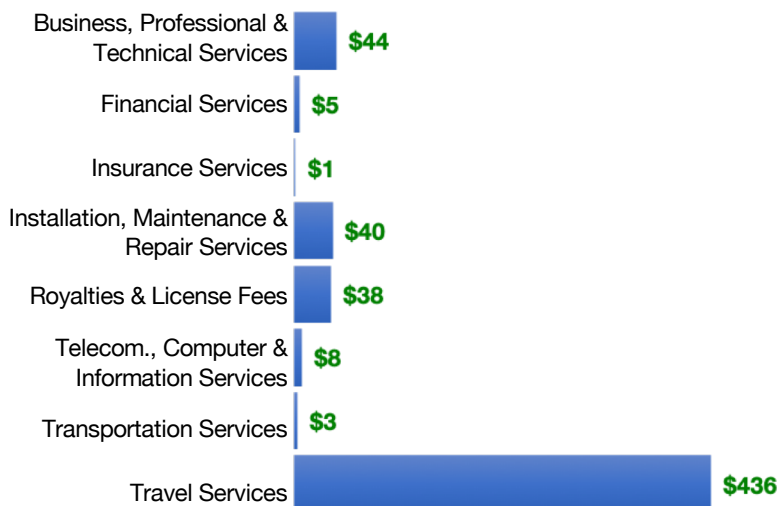 Business, Professional &
Technical Services
$44
Financial Services
$5
Insurance Services
$1
Installation, Maintenance &
Repair Services
$40
Royalties & License Fees
$38
Telecom., Computer &
Information Services
$8
Transportation Services
$3
Travel Services
$436